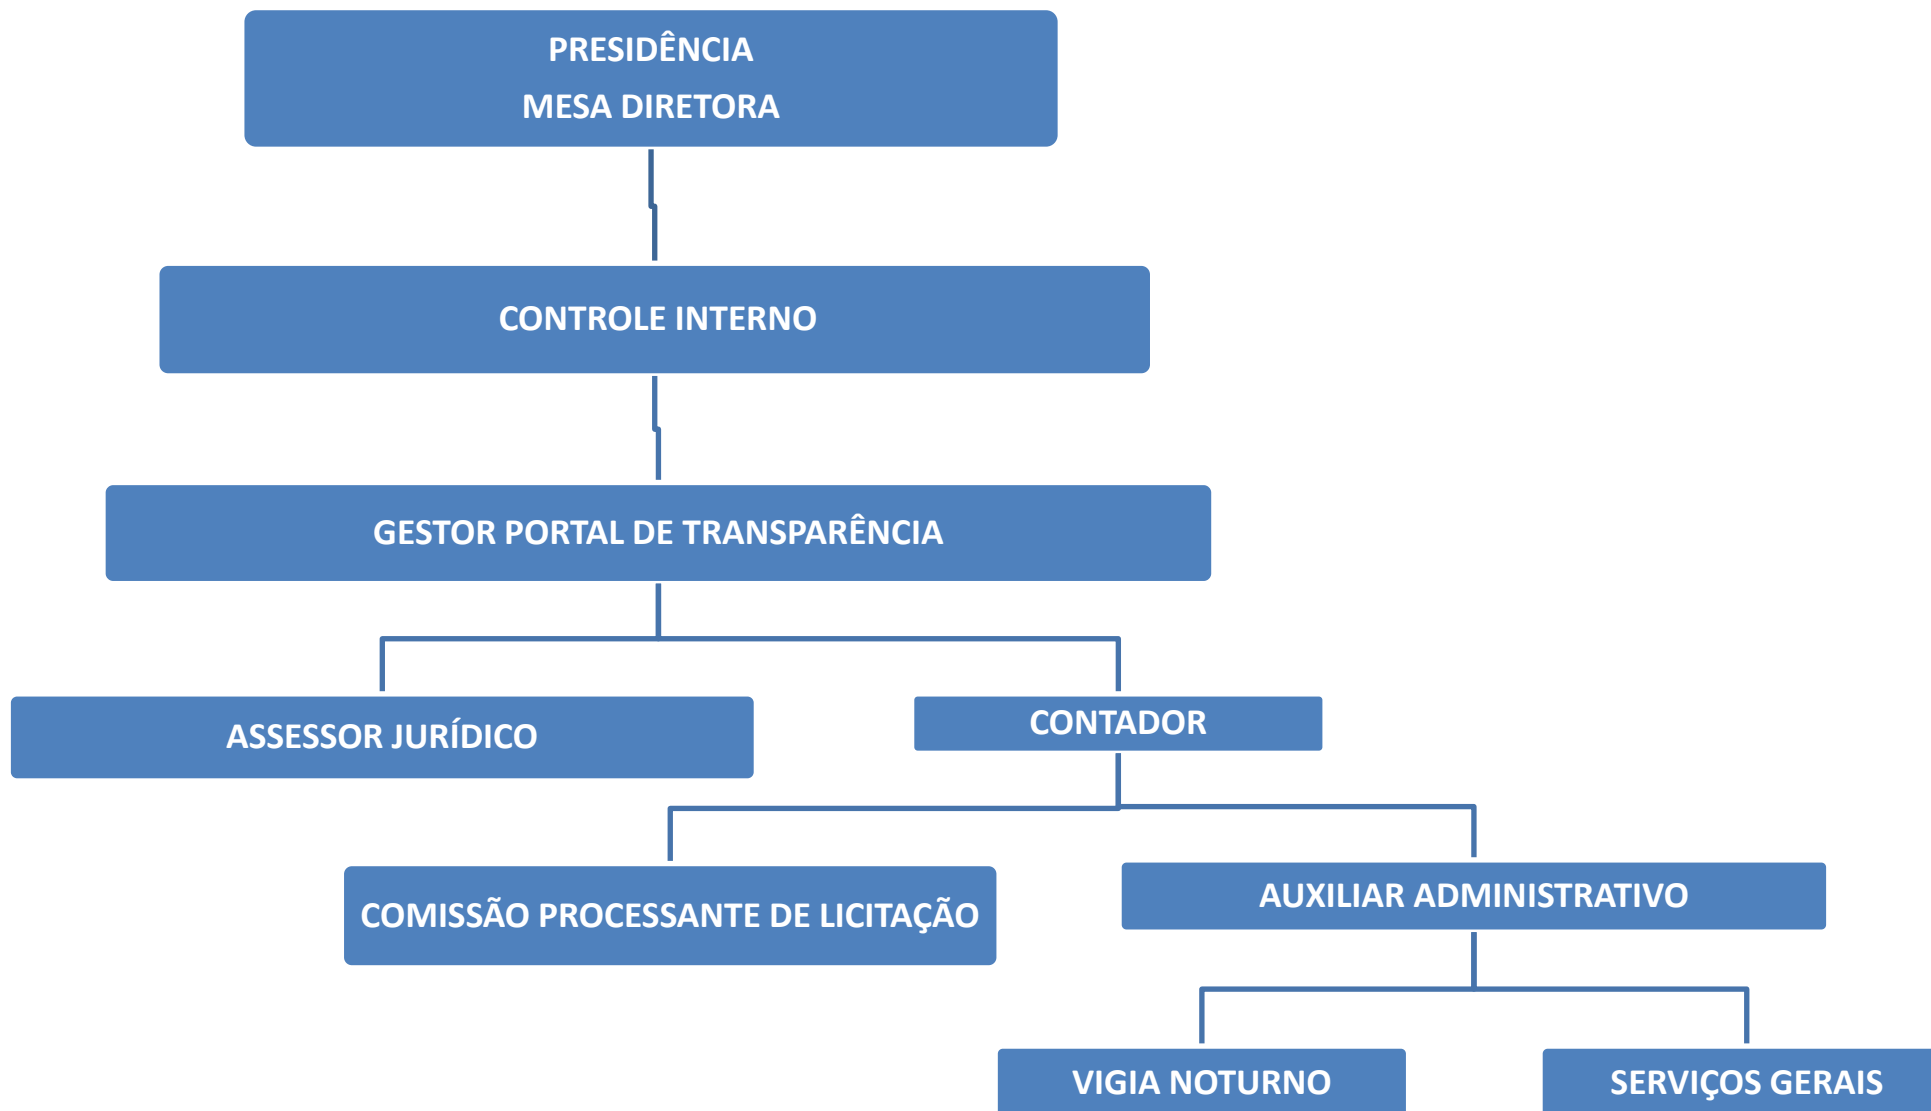 PRESIDÊNCIA
MESA DIRETORA
CONTROLE INTERNO
GESTOR PORTAL DE TRANSPARÊNCIA
ASSESSOR JURÍDICO
CONTADOR
COMISSÃO PROCESSANTE DE LICITAÇÃO
AUXILIAR ADMINISTRATIVO
VIGIA NOTURNO
SERVIÇOS GERAIS